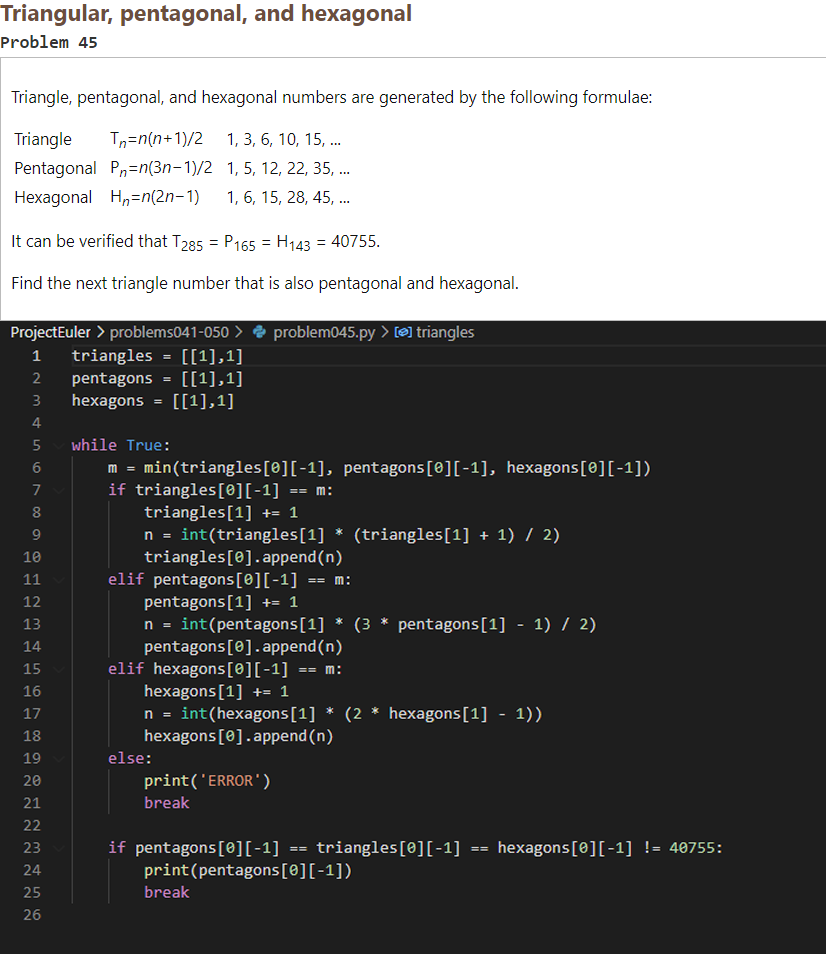 Triangular, pentagonal, and hexagonal
Problem 45
Triangle, pentagonal, and hexagonal numbers are generated by the following formulae:
Triangle Tn=n(n+1)/2 1, 3, 6, 10, 15, ...
Pentagonal Pn=n(3n−1)/2 1, 5, 12, 22, 35, ...
Hexagonal Hn=n(2n−1) 1, 6, 15, 28, 45, ...
It can be verified that T285 = P165 = H143 = 40755.
Find the next triangle number that is also pentagonal and hexagonal.
ProjectEuler > problems041-050 > problem045.py > triangles
1 triangles = [[1],1]
2 pentagons = [[1],1]
3 hexagons = [[1],1]
4
5 while True:
6     m = min(triangles[0][-1], pentagons[0][-1], hexagons[0][-1])
7     if triangles[0][-1] == m:
8         triangles[1] += 1
9         n = int(triangles[1] * (triangles[1] + 1) / 2)
10         triangles[0].append(n)
11     elif pentagons[0][-1] == m:
12         pentagons[1] += 1
13         n = int(pentagons[1] * (3 * pentagons[1] - 1) / 2)
14         pentagons[0].append(n)
15     elif hexagons[0][-1] == m:
16         hexagons[1] += 1
17         n = int(hexagons[1] * (2 * hexagons[1] - 1))
18         hexagons[0].append(n)
19     else:
20         print('ERROR')
21         break
22
23     if pentagons[0][-1] == triangles[0][-1] == hexagons[0][-1] != 40755:
24         print(pentagons[0][-1])
25         break
26